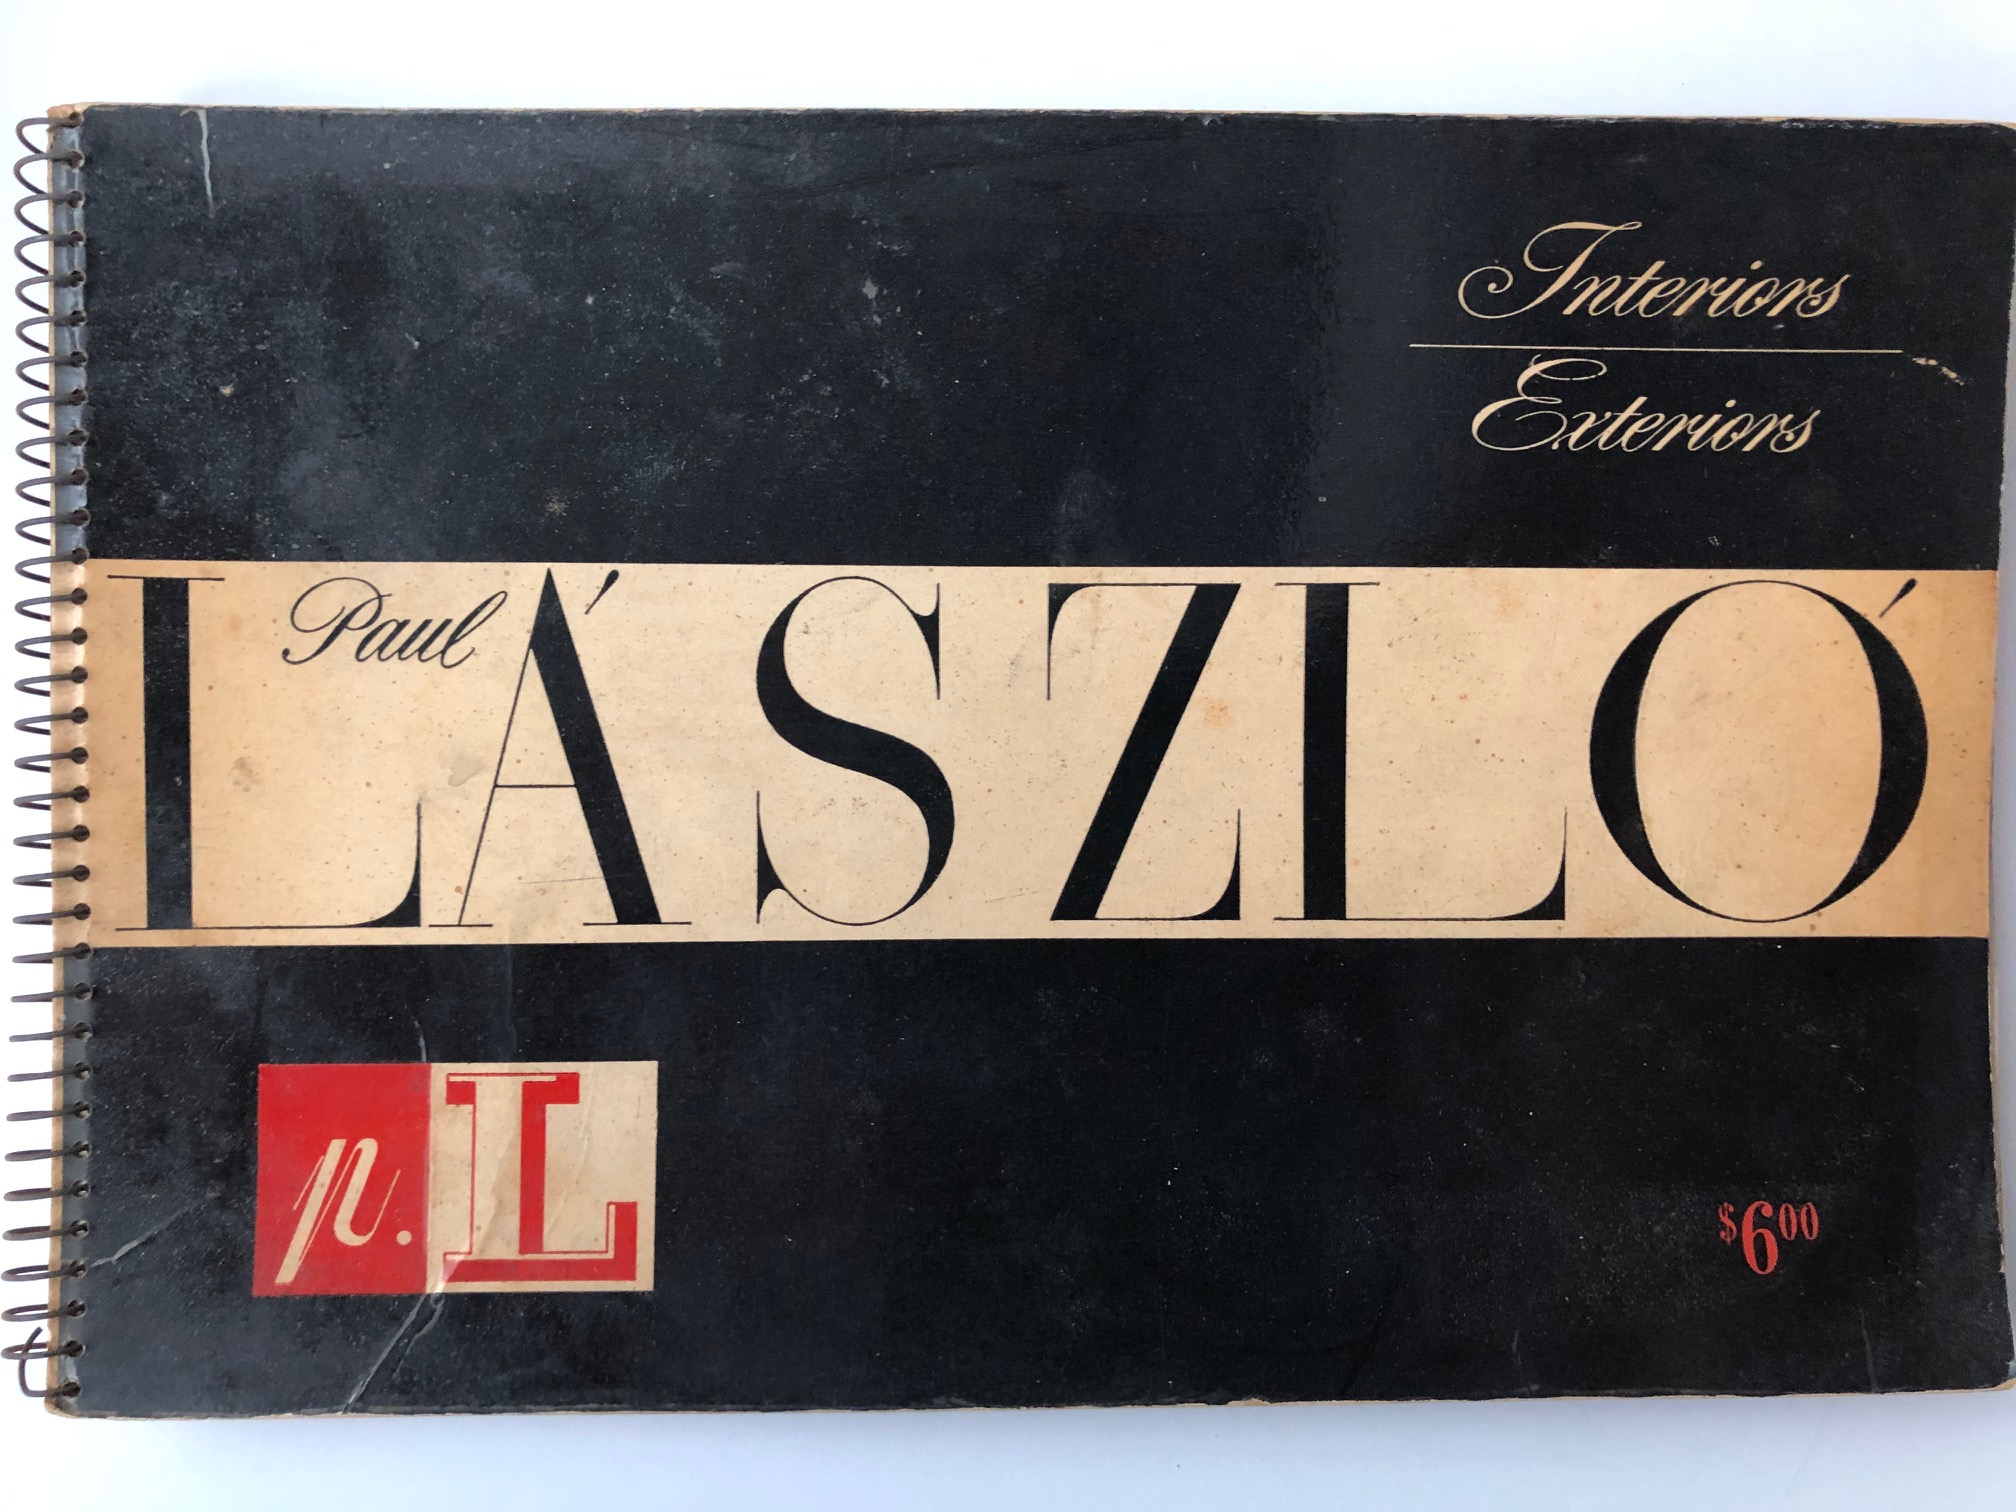 Interiors
Exteriors
Paul
LÁSZLÓ
p.L
$6.00